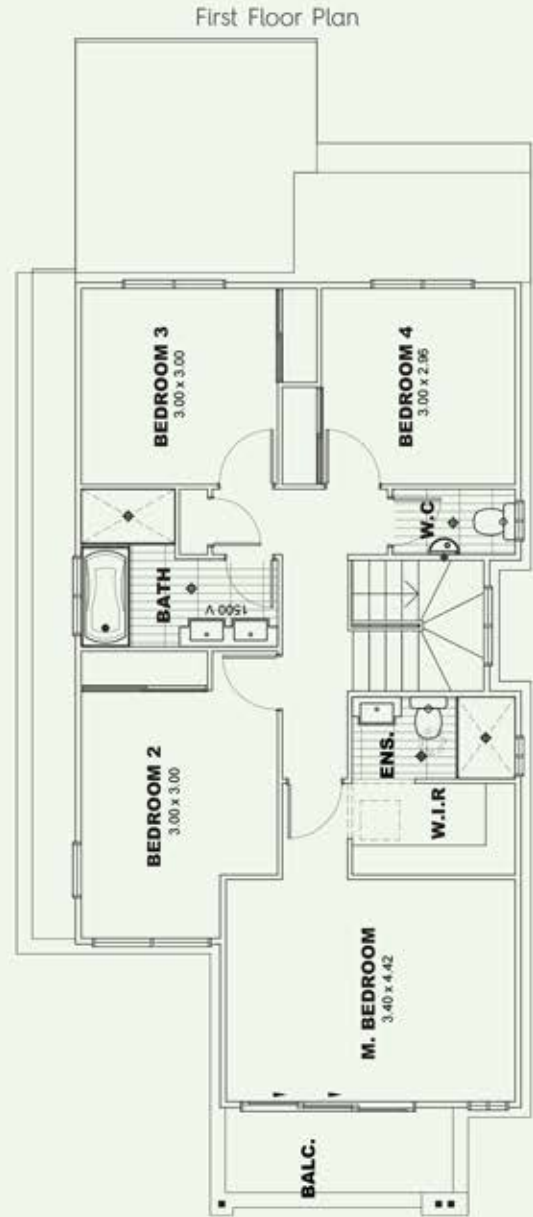 First Floor Plan
BEDROOM 3
3.00 x 3.00
BEDROOM 4
3.00 x 2.95
W.C
BATH
1500 V
BEDROOM 2
3.00 x 3.00
ENS.
W.I.R
M. BEDROOM
3.40 x 4.42
BALC.